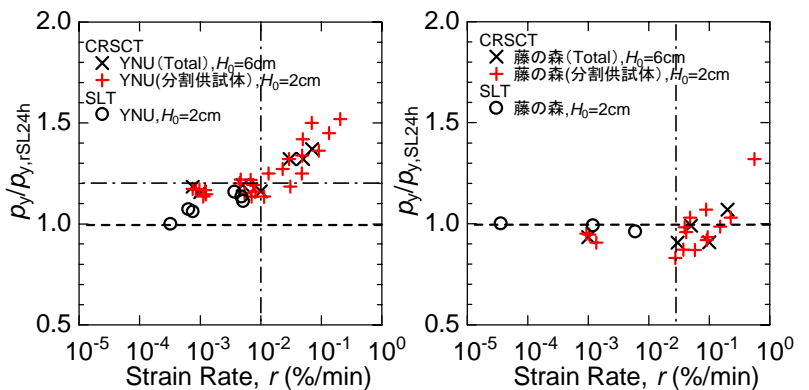 2.0
CRSCT
YNU(Total),H0=6cm
YNU(分割供試体),H0=2cm
SLT
YNU,H0=2cm
1.5
1.0
0.5
py/py,rSL24h
10-5 10-4 10-3 10-2 10-1 100
Strain Rate, r (%/min)
2.0
CRSCT
藤の森(Total),H0=6cm
藤の森(分割供試体),H0=2cm
SLT
藤の森,H0=2cm
1.5
1.0
0.5
py/py,SL24h
10-5 10-4 10-3 10-2 10-1 100
Strain Rate, r (%/min)